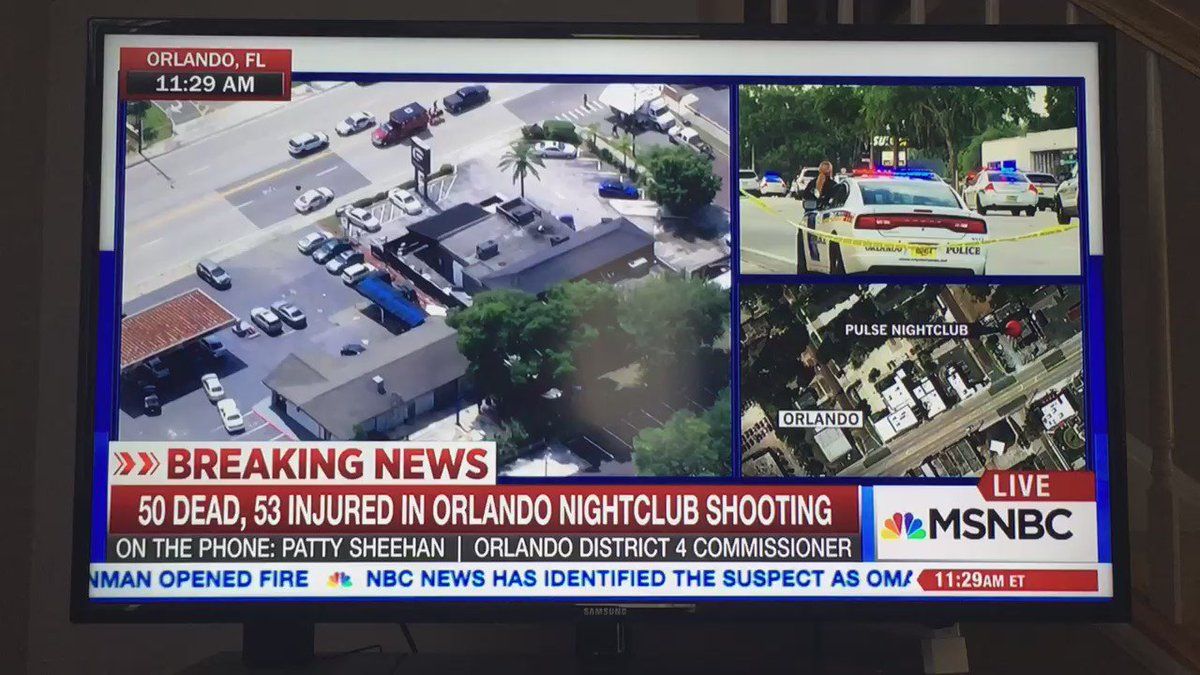 ORLANDO, FL
11:29 AM
SUBWAY
ORLANDO POLICE
PULSE NIGHTCLUB
ORLANDO
BREAKING NEWS
50 DEAD, 53 INJURED IN ORLANDO NIGHTCLUB SHOOTING
ON THE PHONE: PATTY SHEEHAN | ORLANDO DISTRICT 4 COMMISSIONER
LIVE
MSNBC
NMAN OPENED FIRE NBC NEWS HAS IDENTIFIED THE SUSPECT AS OMA
11:29AM ET
SAMSUNG